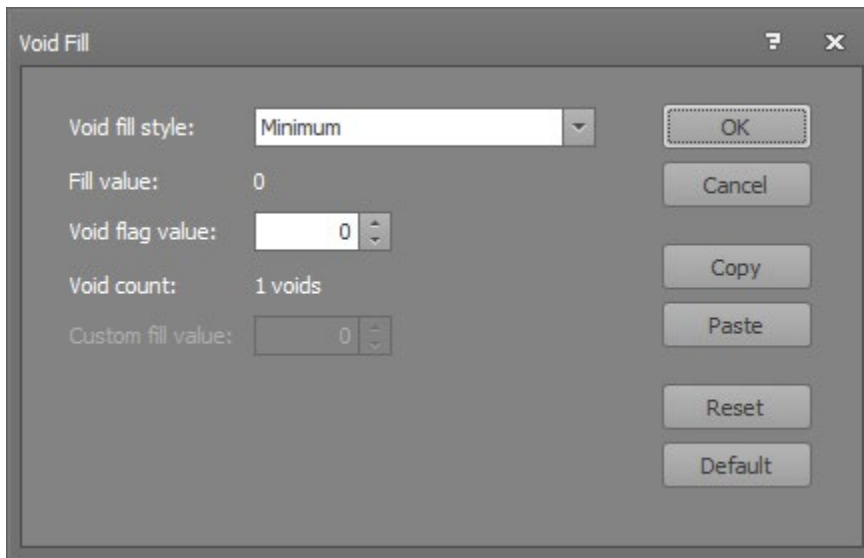 Void Fill
Void fill style: Minimum
OK
Fill value: 0
Cancel
Void flag value: 0
Void count: 1 voids
Copy
Custom fill value: 0
Paste
Reset
Default